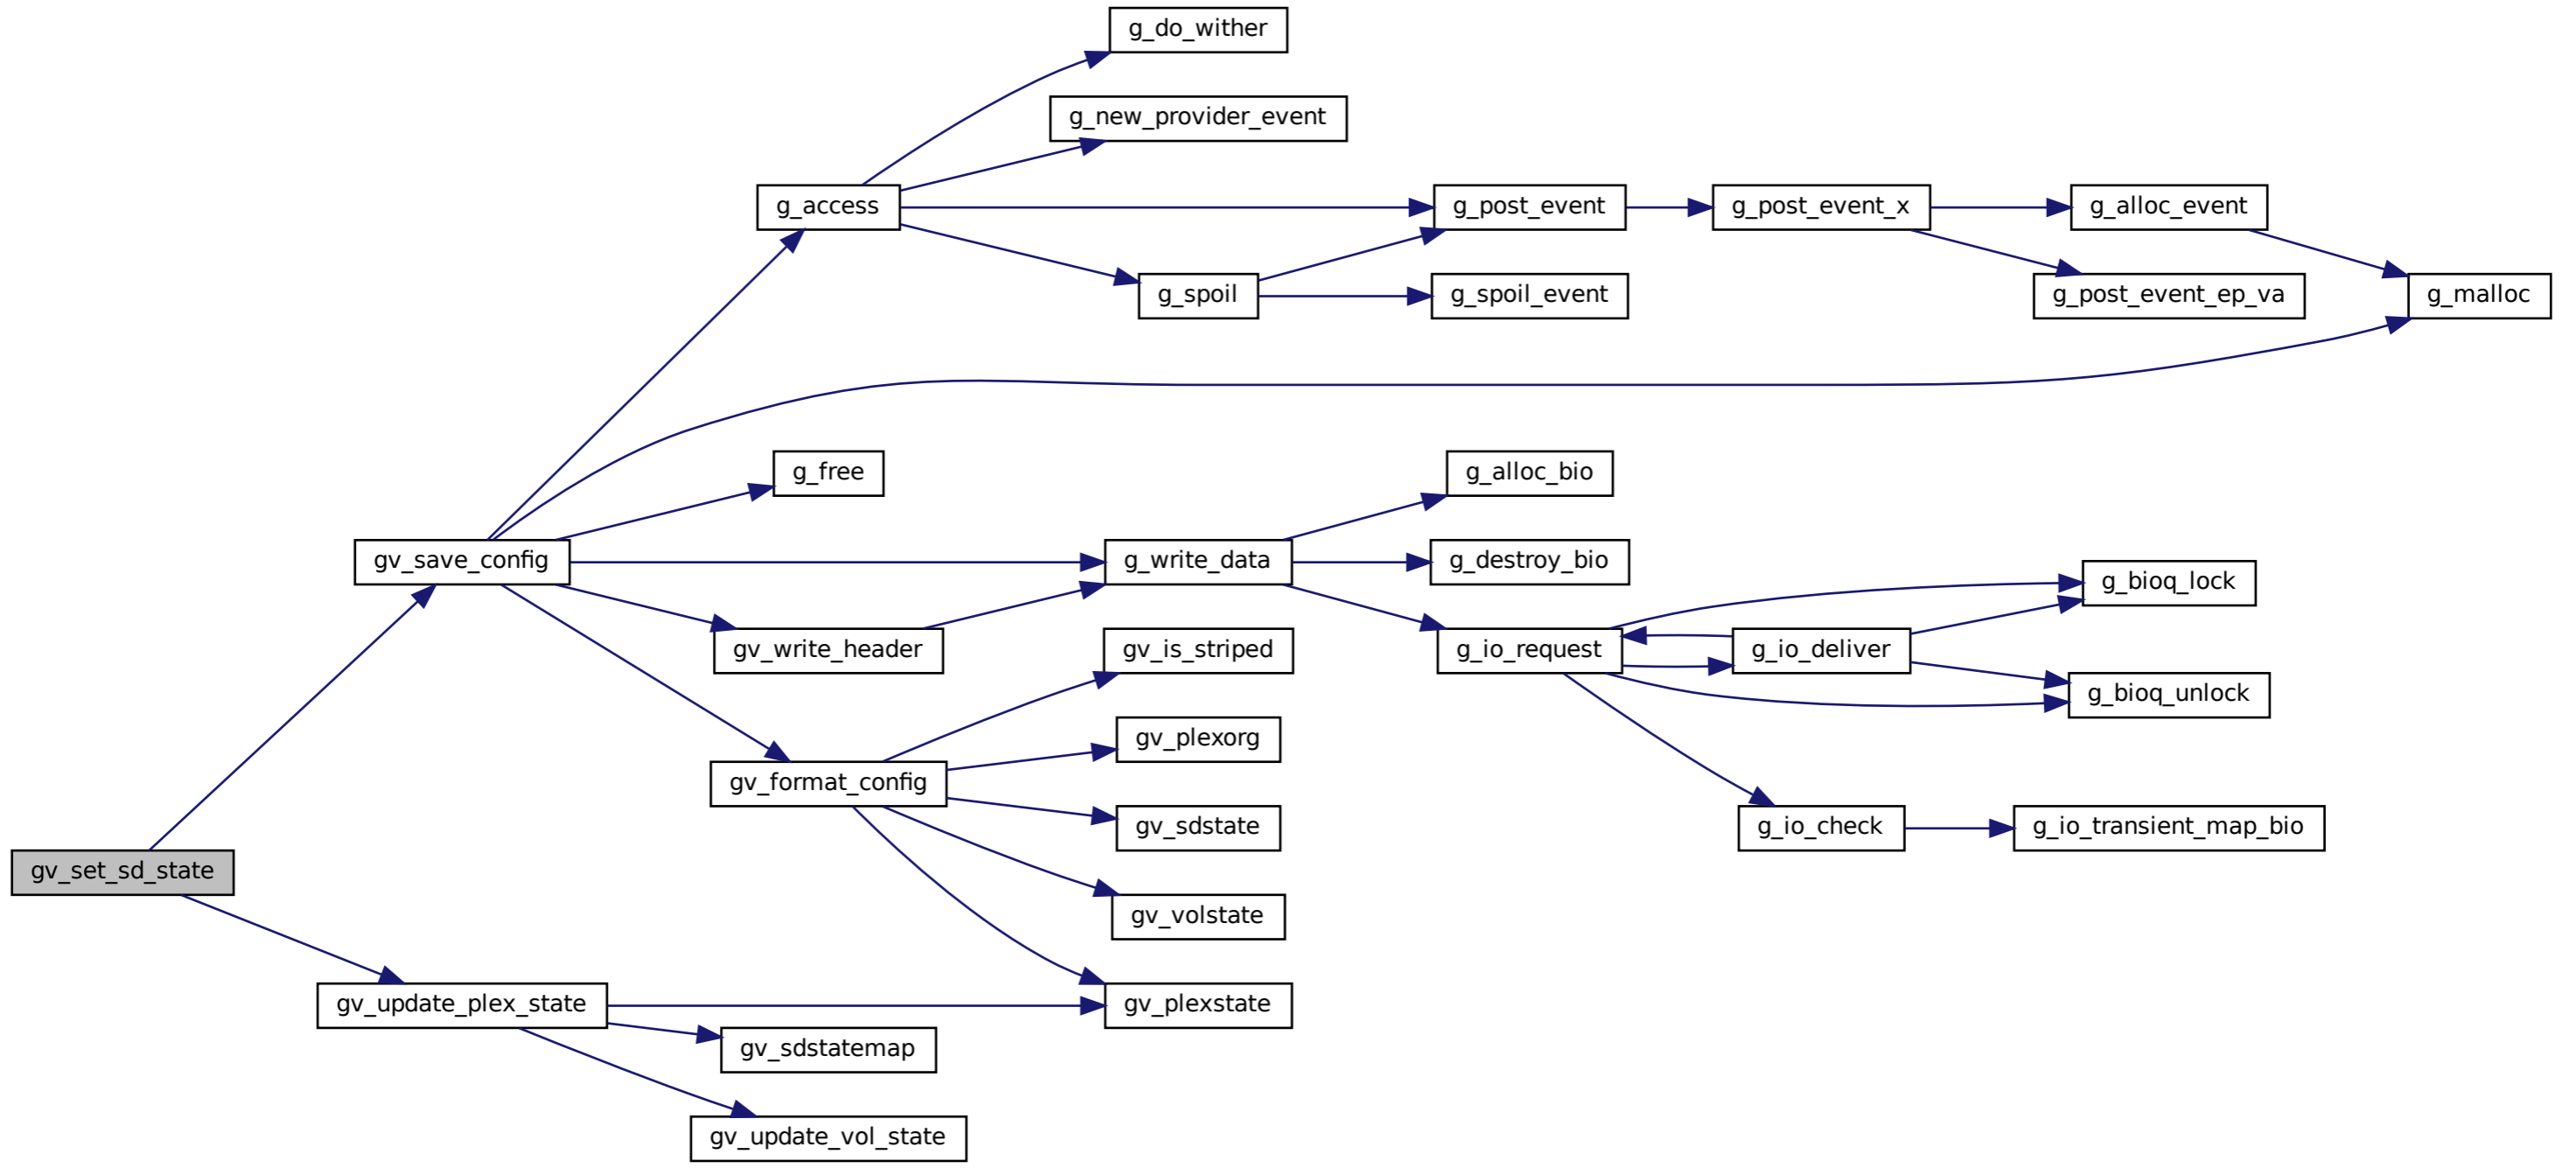 g_do_wither
g_new_provider_event
g_access
g_post_event
g_post_event_x
g_alloc_event
g_spoil
g_spoil_event
g_post_event_ep_va
g_malloc
g_free
g_alloc_bio
gv_save_config
g_write_data
g_destroy_bio
g_bioq_lock
gv_write_header
gv_is_striped
g_io_request
g_io_deliver
g_bioq_unlock
gv_plexorg
gv_format_config
gv_sdstate
g_io_check
g_io_transient_map_bio
gv_set_sd_state
gv_volstate
gv_update_plex_state
gv_plexstate
gv_sdstatemap
gv_update_vol_state